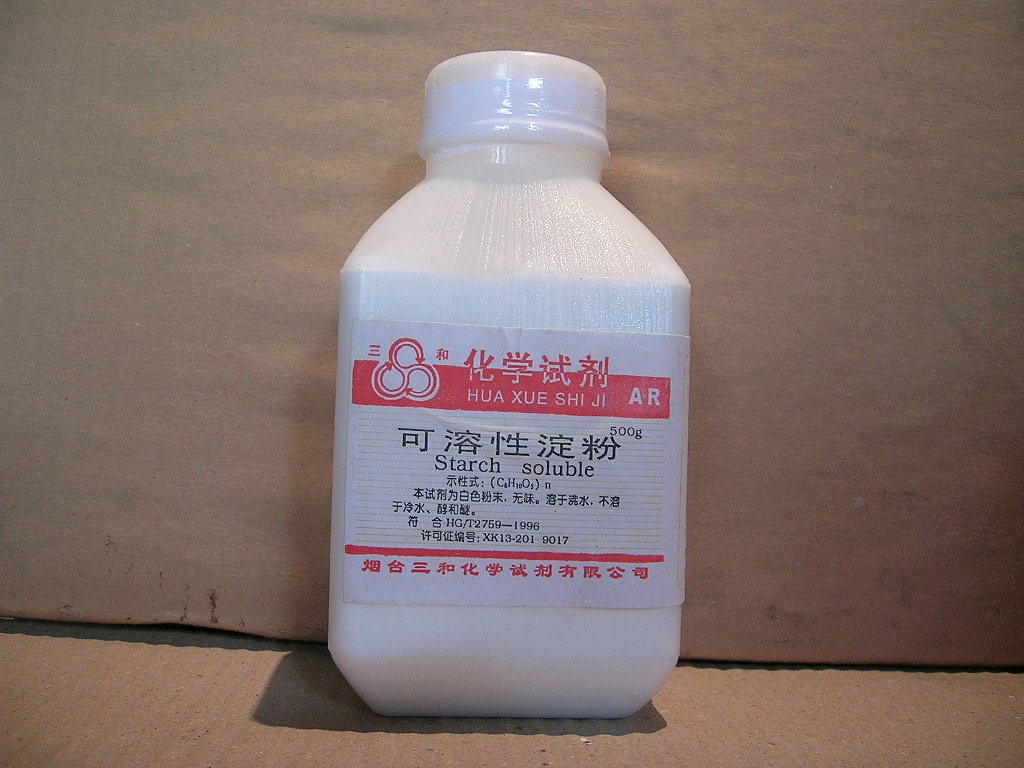 三 和 化学试剂
HUA XUE SHI JI AR
500g
可溶性淀粉
Starch soluble
示性式: (C₆H₁₀O₅) n
本试剂为白色粉末, 无味。溶于沸水, 不溶
于冷水、醇和醚。
符 合 HG/T2759—1996
许可证编号: XK13-201 9017
烟台三和化学试剂有限公司